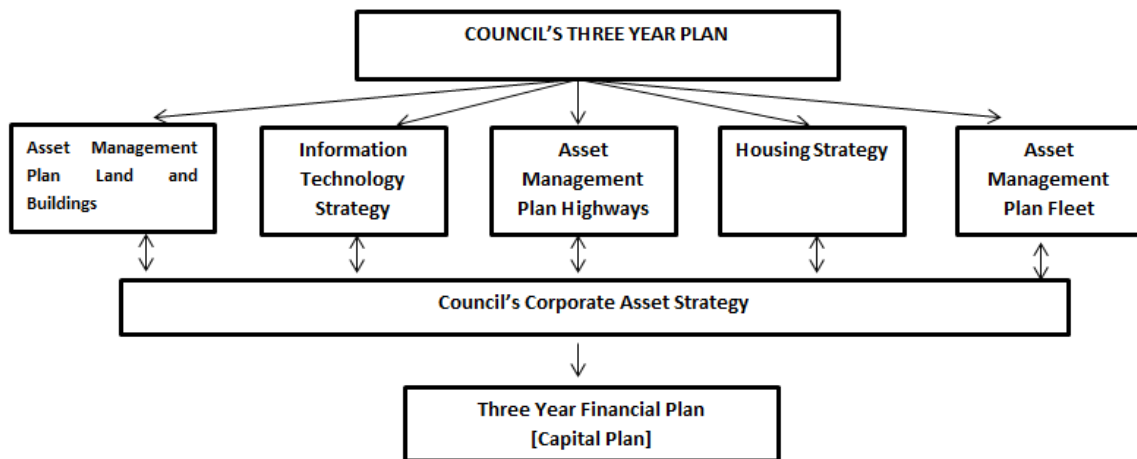 COUNCIL’S THREE YEAR PLAN
Asset Management
Plan Land and
Buildings
Information
Technology
Strategy
Asset
Management
Plan Highways
Housing Strategy
Asset
Management
Plan Fleet
Council’s Corporate Asset Strategy
Three Year Financial Plan
[Capital Plan]